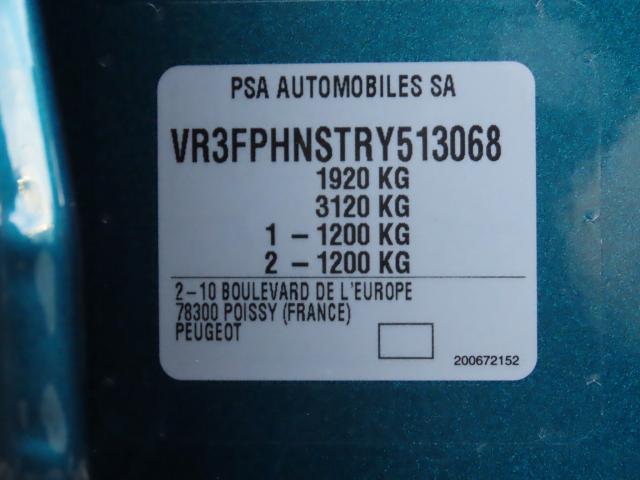 PSA AUTOMOBILES SA
VR3FPHNSTRY513068
1920 KG
3120 KG
1 - 1200 KG
2 - 1200 KG
2-10 BOULEVARD DE L'EUROPE
78300 POISSY (FRANCE)
PEUGEOT
200672152